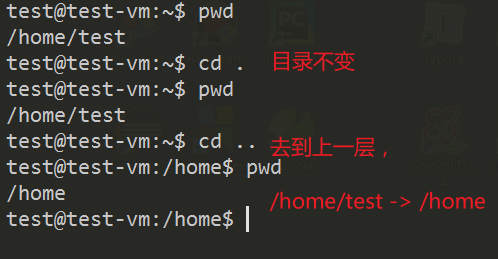 test@test-vm:~$ pwd
/home/test
test@test-vm:~$ cd . 目录不变
test@test-vm:~$ pwd
/home/test
test@test-vm:~$ cd .. 去到上一层，
test@test-vm:/home$ pwd
/home /home/test -> /home
test@test-vm:/home$